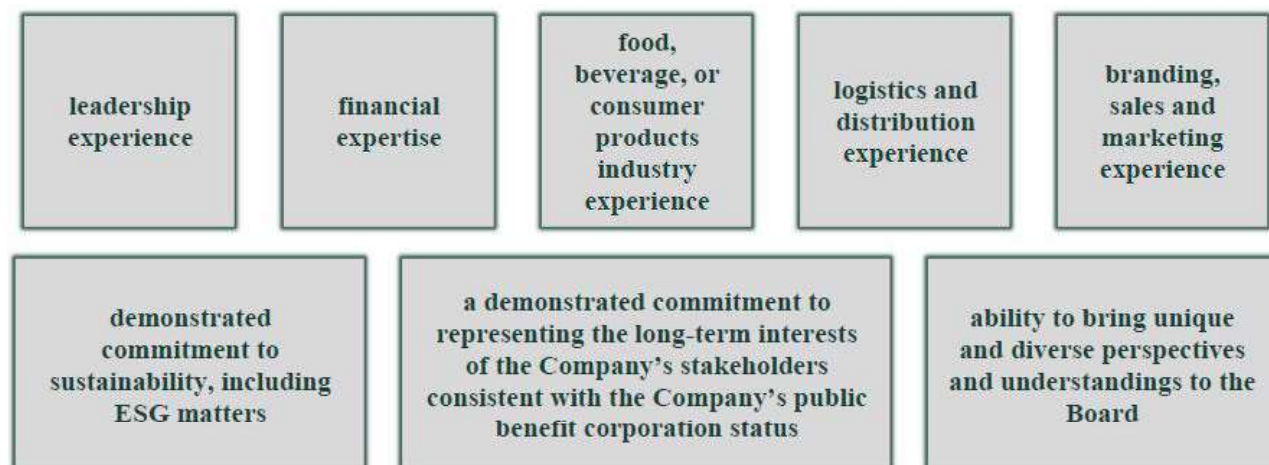 leadership
experience
financial
expertise
food,
beverage, or
consumer
products
industry
experience
logistics and
distribution
experience
branding,
sales and
marketing
experience
demonstrated
commitment to
sustainability, including
ESG matters
a demonstrated commitment to
representing the long-term interests
of the Company’s stakeholders
consistent with the Company’s public
benefit corporation status
ability to bring unique
and diverse perspectives
and understandings to the
Board